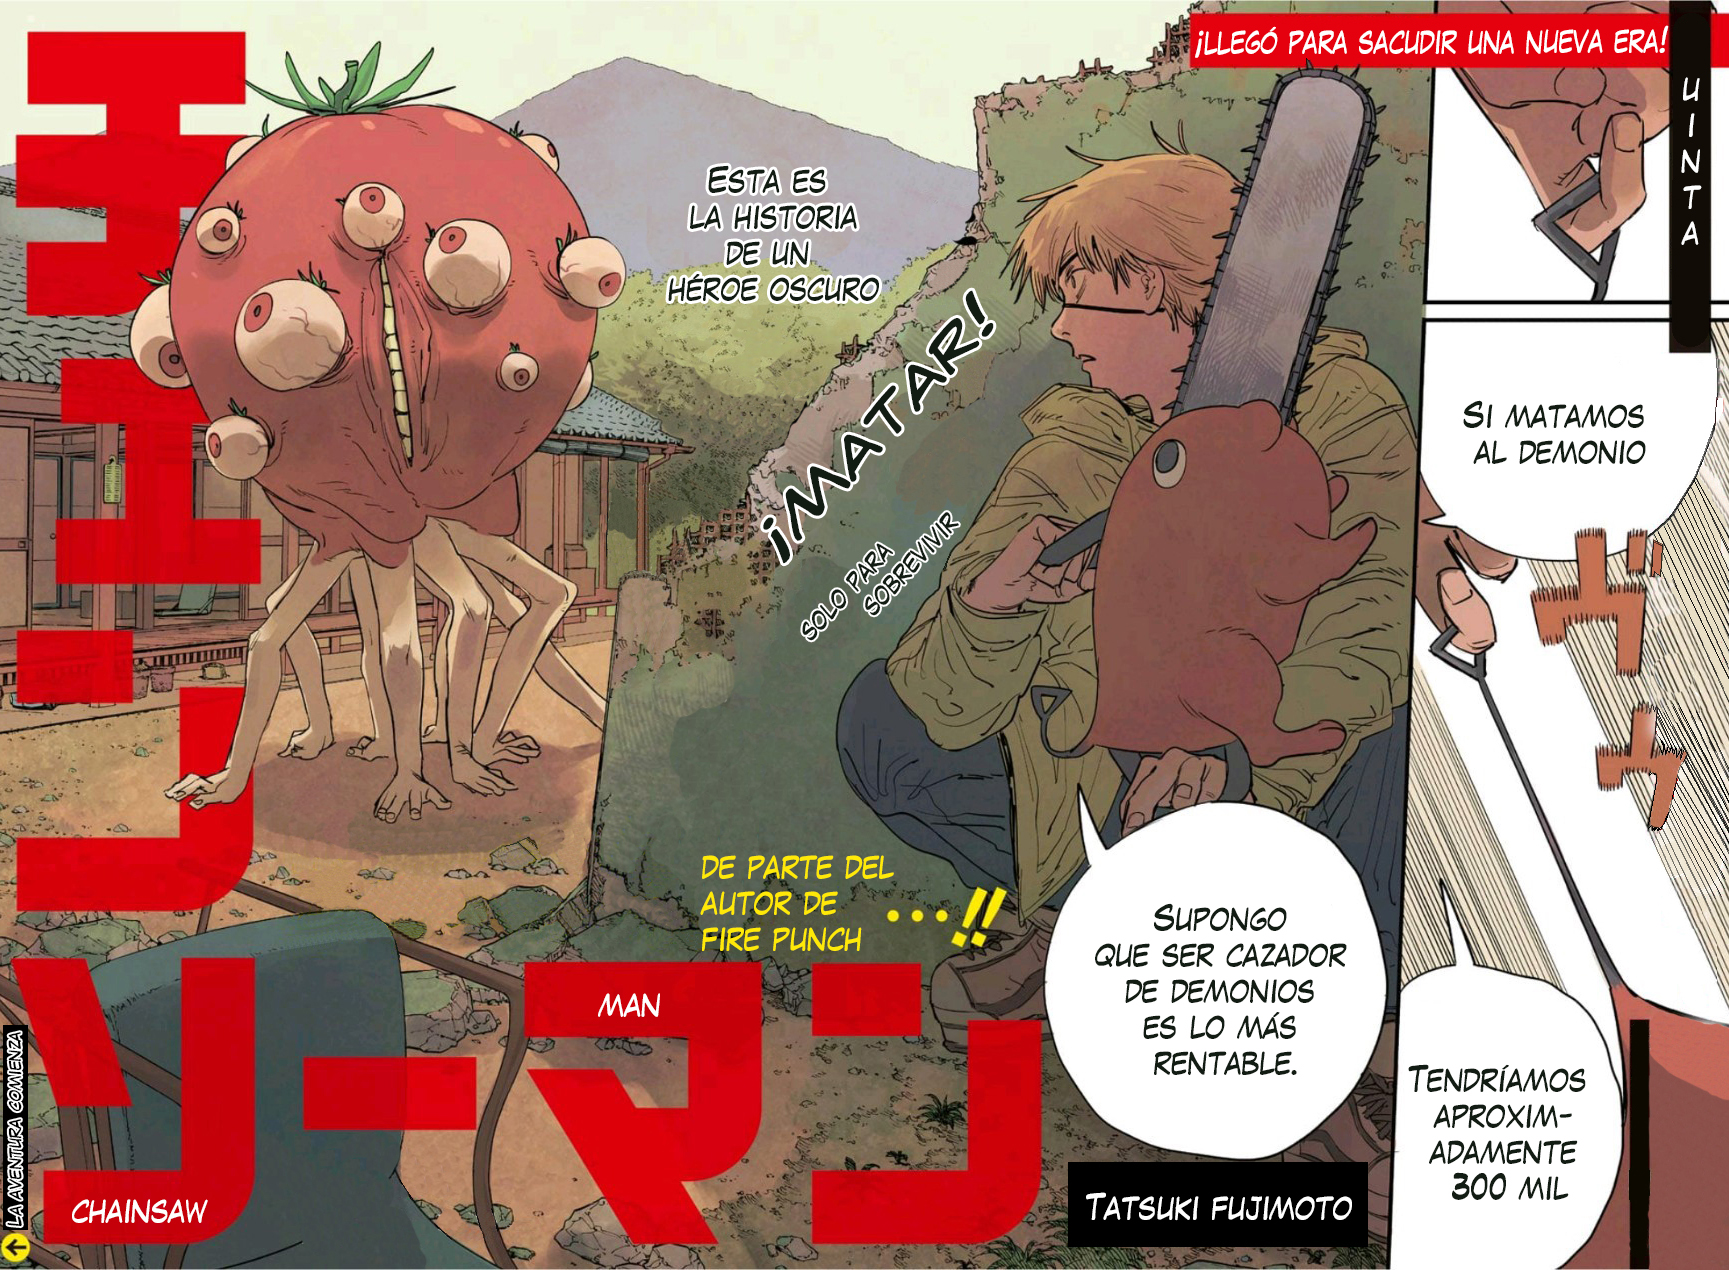 ¡LLEGÓ PARA SACUDIR UNA NUEVA ERA!
UINTA
SI MATAMOS
AL DEMONIO
ヴヴ
TENDRÍAMOS
APROXIM-
ADAMENTE
300 MIL
SUPONGO
QUE SER CAZADOR
DE DEMONIOS
ES LO MÁS
RENTABLE.
ESTA ES
LA HISTORIA
DE UN
HÉROE OSCURO
¡MATAR!
SOLO PARA
SOBREVIVIR
DE PARTE DEL
AUTOR DE
FIRE PUNCH
...!!
チェンソーマン
CHAINSAW
MAN
TATSUKI FUJIMOTO
LA AVENTURA COMIENZA